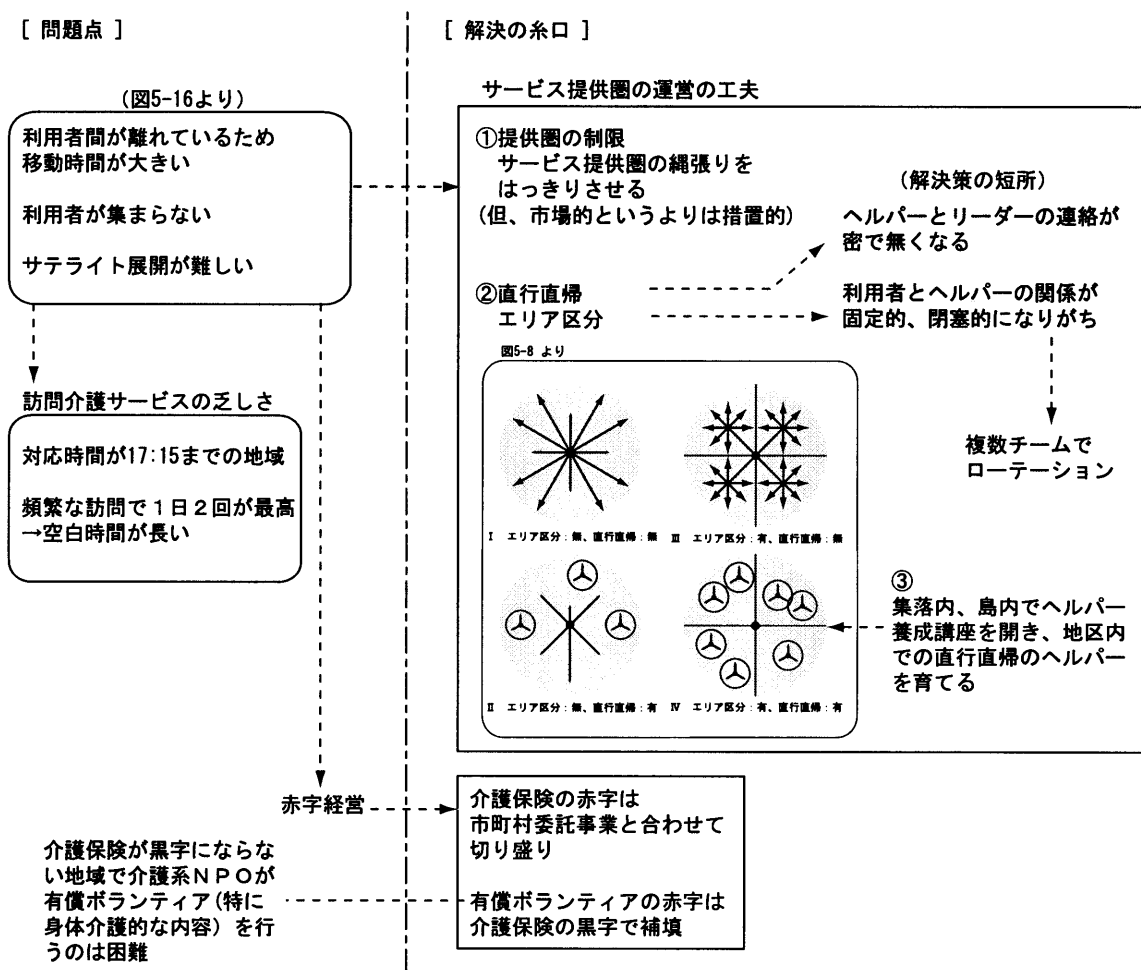 [ 問題点 ]
[ 解決の糸口 ]
(図5-16より)
利用者間が離れているため
移動時間が大きい
利用者が集まらない
サテライト展開が難しい
訪問介護サービスの乏しさ
対応時間が17:15までの地域
頻繁な訪問で1日2回が最高
→空白時間が長い
赤字経営
介護保険が黒字にならな
い地域で介護系NPOが
有償ボランティア(特に
身体介護的な内容)を行
うのは困難
サービス提供圏の運営の工夫
①提供圏の制限
サービス提供圏の縄張りを
はっきりさせる
(但、市場的というよりは措置的)
②直行直帰
エリア区分
(解決策の短所)
ヘルパーとリーダーの連絡が
密で無くなる
利用者とヘルパーの関係が
固定的、閉塞的になりがち
複数チームで
ローテーション
図5-8 より
Ⅰ エリア区分:無、直行直帰:無
Ⅲ エリア区分:有、直行直帰:無
Ⅱ エリア区分:無、直行直帰:有
Ⅳ エリア区分:有、直行直帰:有
③
集落内、島内でヘルパー
養成講座を開き、地区内
での直行直帰のヘルパー
を育てる
介護保険の赤字は
市町村委託事業と合わせて
切り盛り
有償ボランティアの赤字は
介護保険の黒字で補填